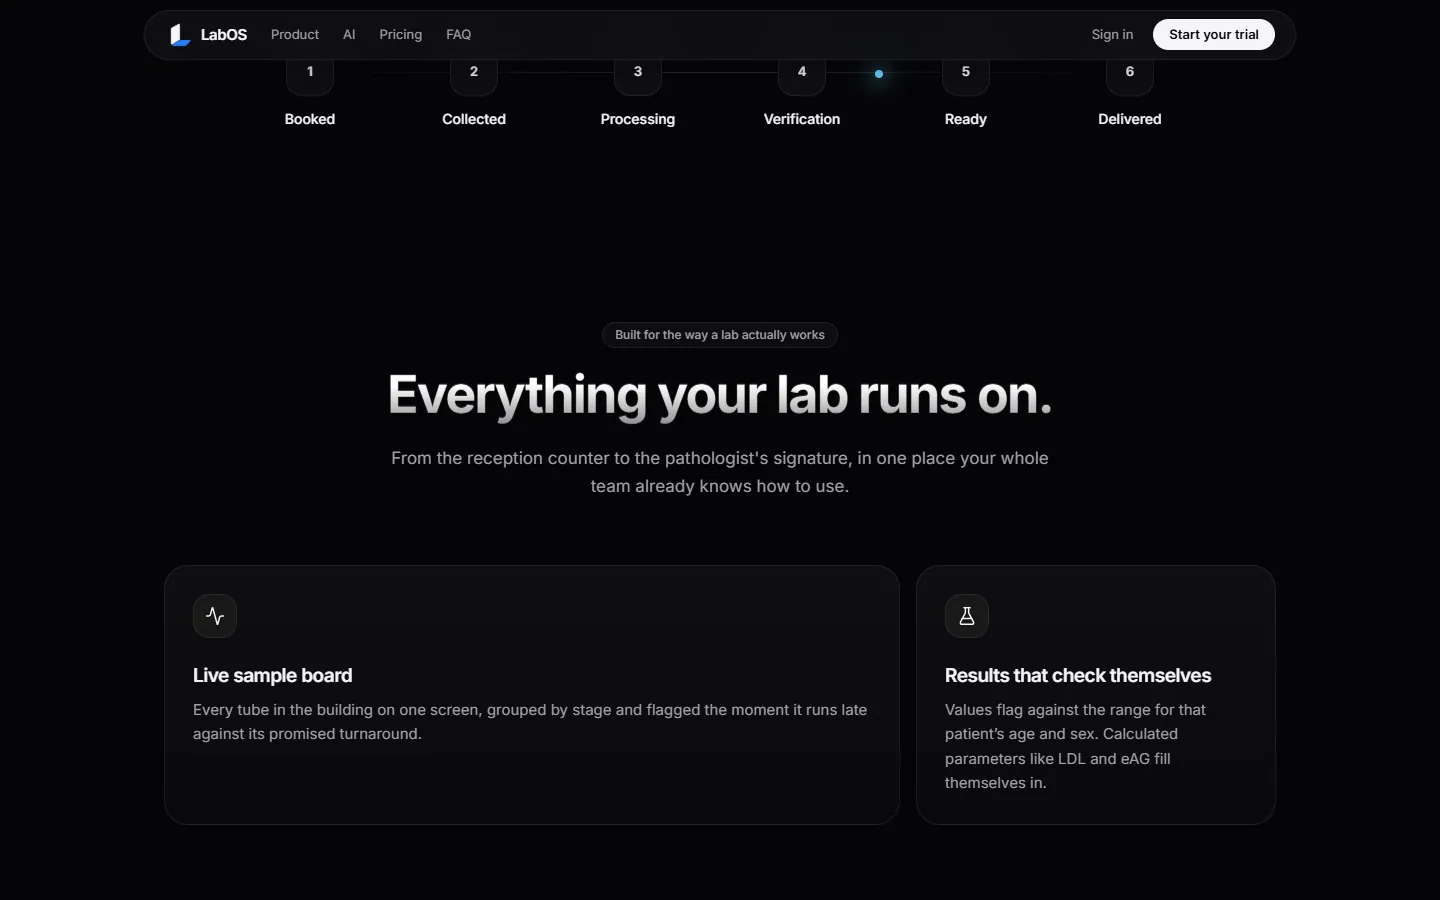 LabOS Product AI Pricing FAQ Sign in Start your trial
1 2 3 4 5 6
Booked Collected Processing Verification Ready Delivered
Built for the way a lab actually works
Everything your lab runs on.
From the reception counter to the pathologist's signature, in one place your whole
team already knows how to use.
Live sample board
Every tube in the building on one screen, grouped by stage and flagged the moment it runs late
against its promised turnaround.
Results that check themselves
Values flag against the range for that
patient’s age and sex. Calculated
parameters like LDL and eAG fill
themselves in.